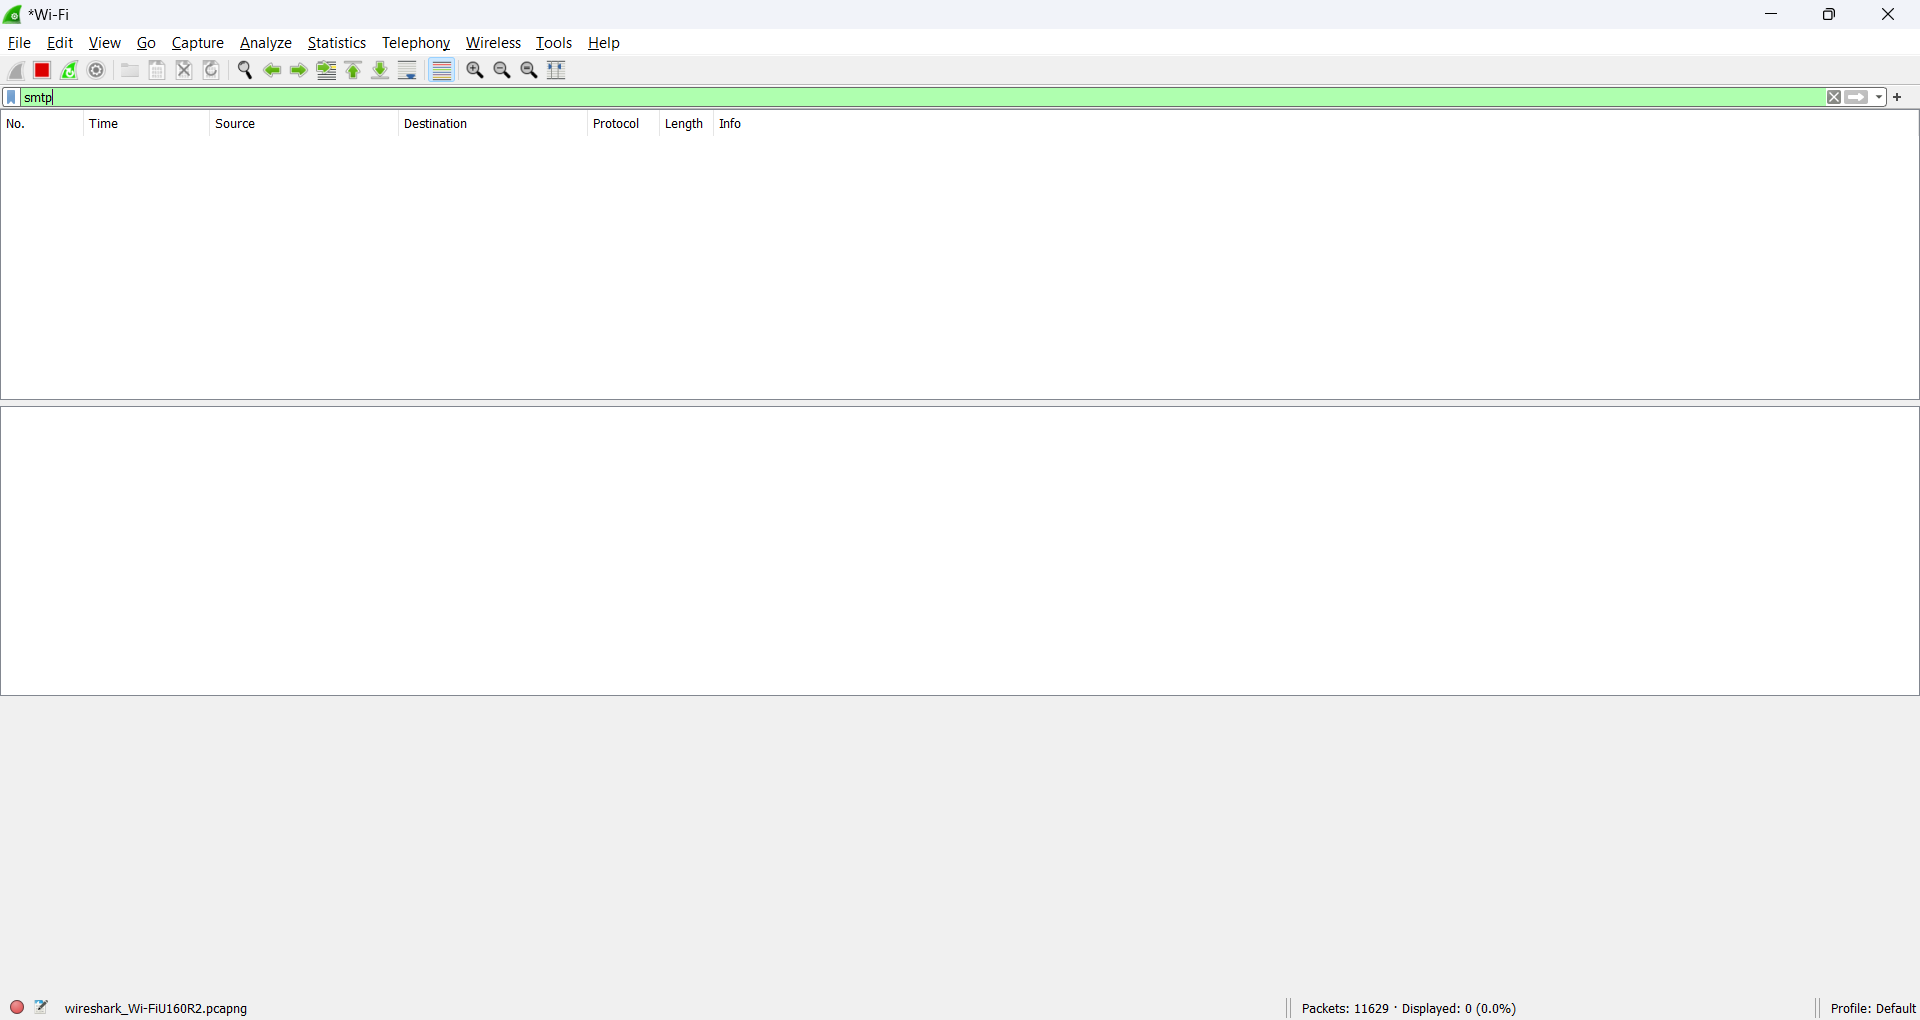 *Wi-Fi
File Edit View Go Capture Analyze Statistics Telephony Wireless Tools Help
smtp
No. Time Source Destination Protocol Length Info
wireshark_Wi-FiU160R2.pcapng Packets: 11629 · Displayed: 0 (0.0%) Profile: Default